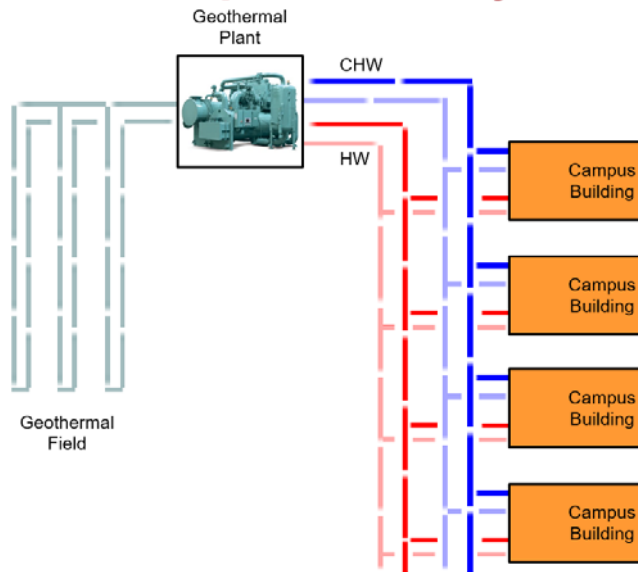 Geothermal
Plant
CHW
HW
Campus
Building
Campus
Building
Campus
Building
Campus
Building
Geothermal
Field